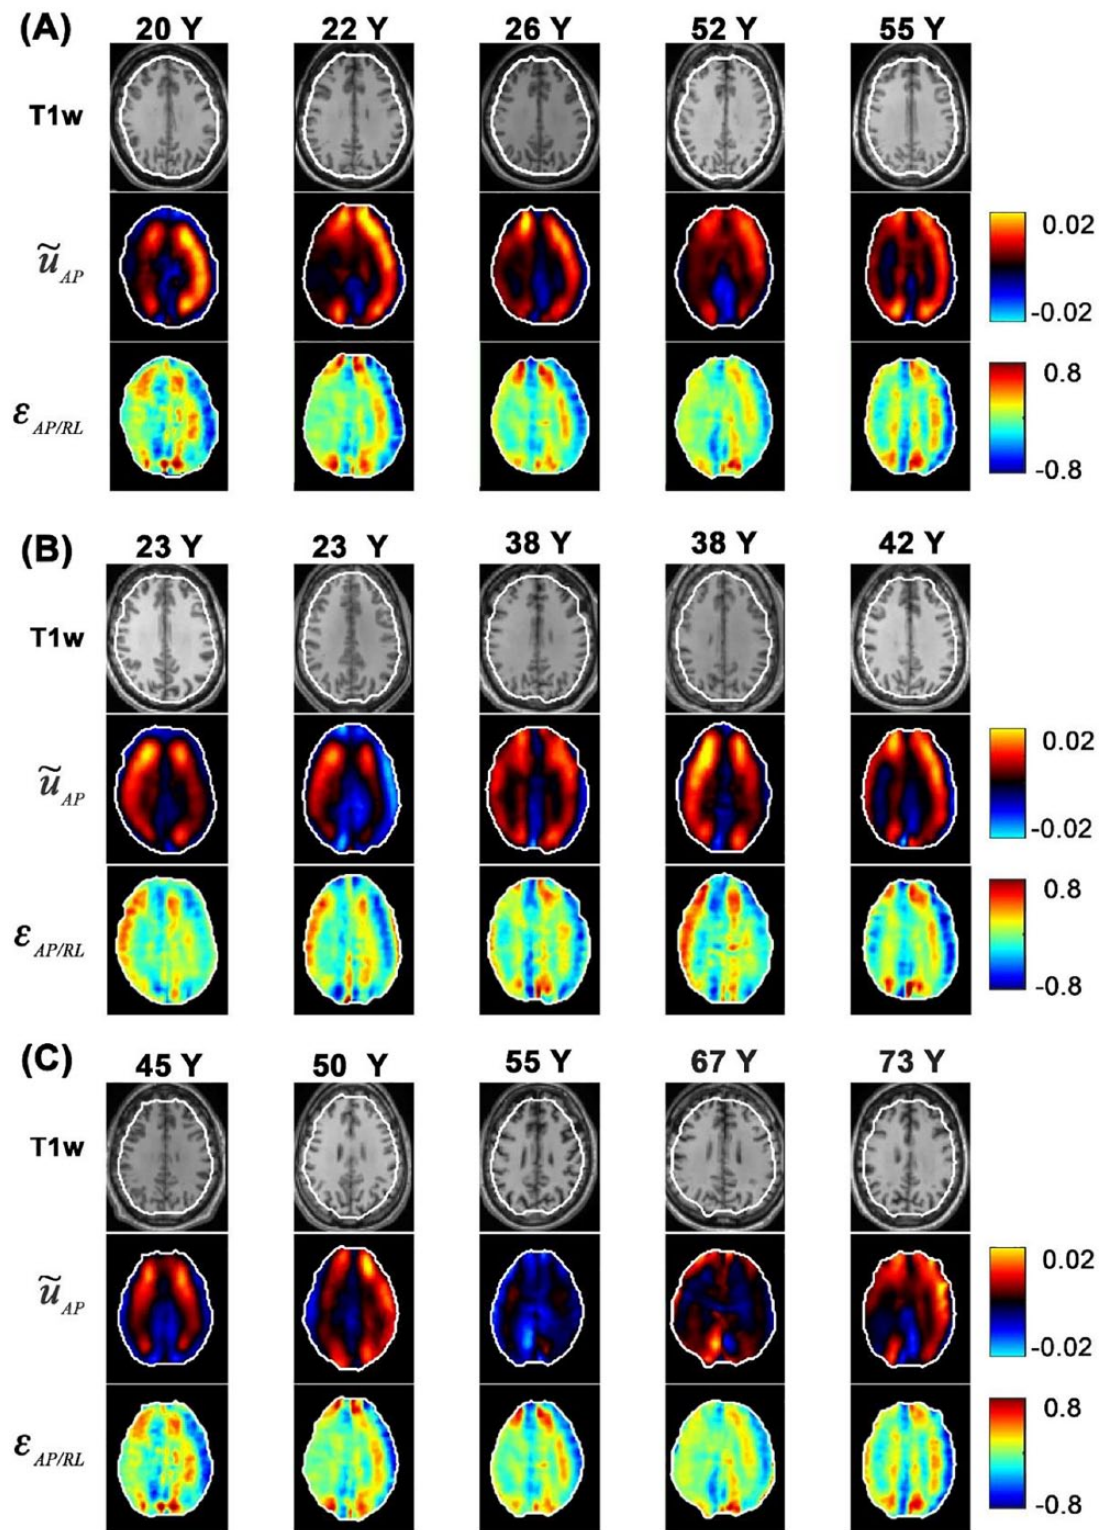 (A)
20 Y 22 Y 26 Y 52 Y 55 Y
T1w
ũ AP
0.02
-0.02
ε AP/RL
0.8
-0.8
(B)
23 Y 23 Y 38 Y 38 Y 42 Y
T1w
ũ AP
0.02
-0.02
ε AP/RL
0.8
-0.8
(C)
45 Y 50 Y 55 Y 67 Y 73 Y
T1w
ũ AP
0.02
-0.02
ε AP/RL
0.8
-0.8